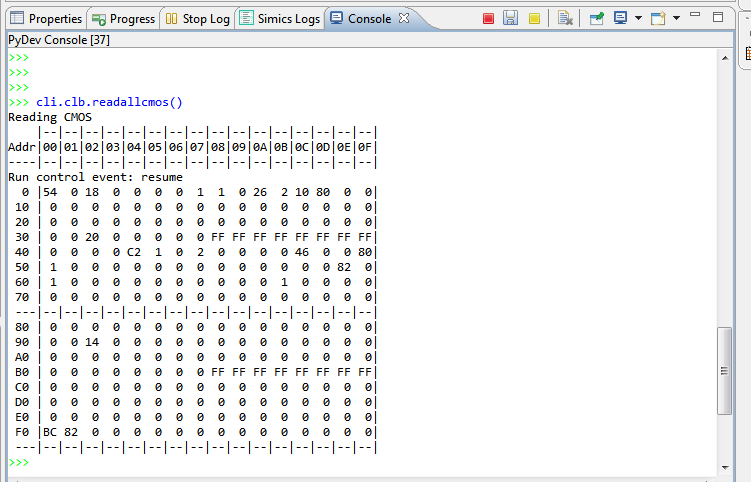 Properties Progress Stop Log Simics Logs Console
PyDev Console [37]
>>>
>>>
>>>
>>> cli.clb.readallcmos()
Reading CMOS
|--|--|--|--|--|--|--|--|--|--|--|--|--|--|--|--|
Addr|00|01|02|03|04|05|06|07|08|09|0A|0B|0C|0D|0E|0F|
----|--|--|--|--|--|--|--|--|--|--|--|--|--|--|--|--|
Run control event: resume
0 |54 0 18 0 0 0 0 1 1 0 26 2 10 80 0 0|
10 | 0 0 0 0 0 0 0 0 0 0 0 0 0 0 0 0|
20 | 0 0 0 0 0 0 0 0 0 0 0 0 0 0 0 0|
30 | 0 0 20 0 0 0 0 0 FF FF FF FF FF FF FF FF|
40 | 0 0 0 0 C2 1 0 2 0 0 0 0 46 0 0 80|
50 | 1 0 0 0 0 0 0 0 0 0 0 0 0 0 82 0|
60 | 1 0 0 0 0 0 0 0 0 0 0 1 0 0 0 0|
70 | 0 0 0 0 0 0 0 0 0 0 0 0 0 0 0 0|
---|--|--|--|--|--|--|--|--|--|--|--|--|--|--|--|--|
80 | 0 0 0 0 0 0 0 0 0 0 0 0 0 0 0 0|
90 | 0 0 14 0 0 0 0 0 0 0 0 0 0 0 0 0|
A0 | 0 0 0 0 0 0 0 0 0 0 0 0 0 0 0 0|
B0 | 0 0 0 0 0 0 0 0 FF FF FF FF FF FF FF FF|
C0 | 0 0 0 0 0 0 0 0 0 0 0 0 0 0 0 0|
D0 | 0 0 0 0 0 0 0 0 0 0 0 0 0 0 0 0|
E0 | 0 0 0 0 0 0 0 0 0 0 0 0 0 0 0 0|
F0 |BC 82 0 0 0 0 0 0 0 0 0 0 0 0 0 0|
---|--|--|--|--|--|--|--|--|--|--|--|--|--|--|--|--|
>>>